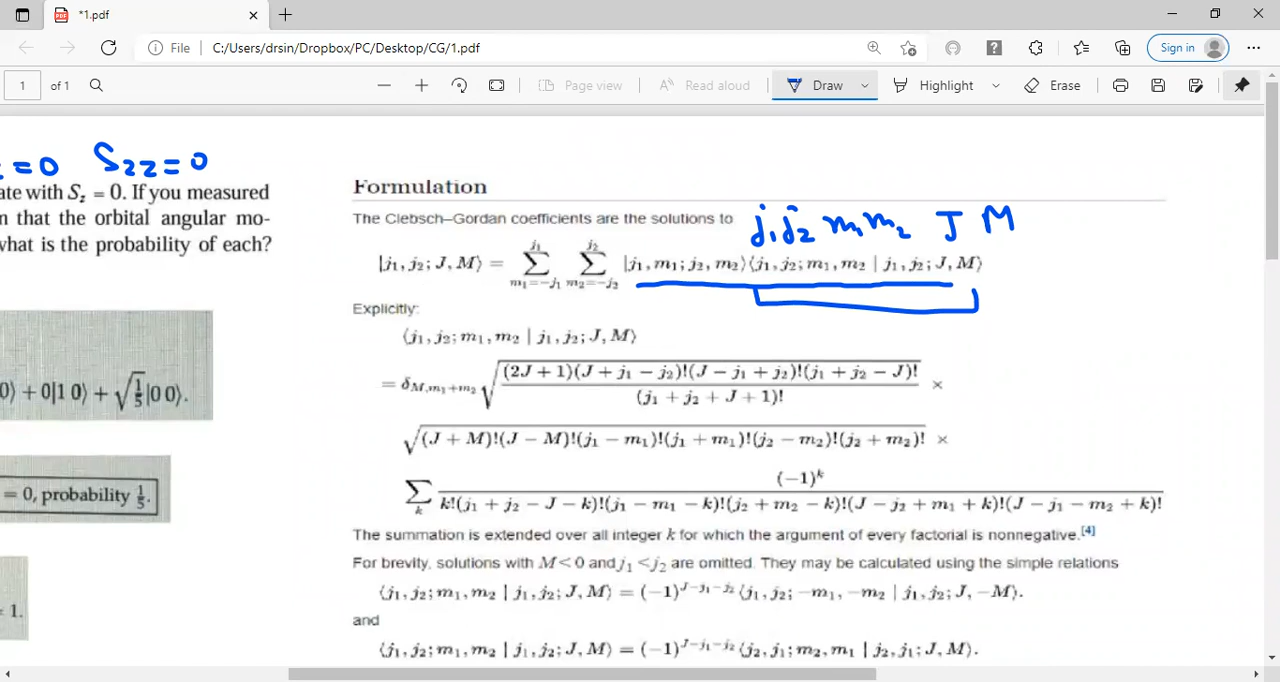 *1.pdf
File | C:/Users/drsin/Dropbox/PC/Desktop/CG/1.pdf
Sign in
1 of 1
Page view
Read aloud
Draw
Highlight
Erase
=0 S₂z=0
ate with S_z = 0. If you measured
n that the orbital angular mo-
what is the probability of each?
0⟩ + 0|1 0⟩ + √(1/5)|0 0⟩.
= 0, probability 1/5.
= 1.
Formulation
The Clebsch–Gordan coefficients are the solutions to
j₁ j₂ m₁ m₂ J M
|j₁, j₂; J, M⟩ = ∑_{m₁=−j₁}^{j₁} ∑_{m₂=−j₂}^{j₂} |j₁, m₁; j₂, m₂⟩⟨j₁, j₂; m₁, m₂ | j₁, j₂; J, M⟩
Explicitly:
⟨j₁, j₂; m₁, m₂ | j₁, j₂; J, M⟩
= δ_{M,m₁+m₂} √((2J + 1)(J + j₁ − j₂)!(J − j₁ + j₂)!(j₁ + j₂ − J)! / (j₁ + j₂ + J + 1)!) ×
√((J + M)!(J − M)!(j₁ − m₁)!(j₁ + m₁)!(j₂ − m₂)!(j₂ + m₂)!) ×
∑_k (−1)^k / k!(j₁ + j₂ − J − k)!(j₁ − m₁ − k)!(j₂ + m₂ − k)!(J − j₂ + m₁ + k)!(J − j₁ − m₂ + k)!
The summation is extended over all integer k for which the argument of every factorial is nonnegative.[4]
For brevity, solutions with M<0 and j₁ <j₂ are omitted. They may be calculated using the simple relations
⟨j₁, j₂; m₁, m₂ | j₁, j₂; J, M⟩ = (−1)^{J−j₁−j₂}⟨j₁, j₂; −m₁, −m₂ | j₁, j₂; J, −M⟩.
and
⟨j₁, j₂; m₁, m₂ | j₁, j₂; J, M⟩ = (−1)^{J−j₁−j₂}⟨j₂, j₁; m₂, m₁ | j₂, j₁; J, M⟩.